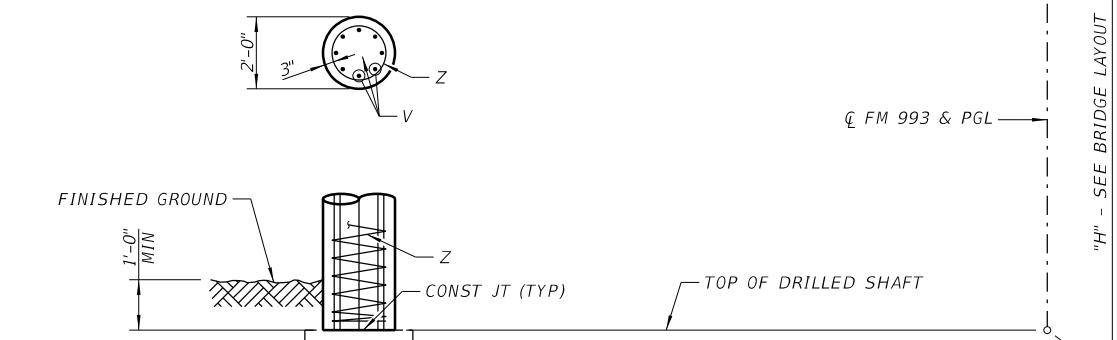 2'-0"
3"
Z
V
℄ FM 993 & PGL
"H" - SEE BRIDGE LAYOUT
FINISHED GROUND
1'-0"
MIN
Z
CONST JT (TYP)
TOP OF DRILLED SHAFT